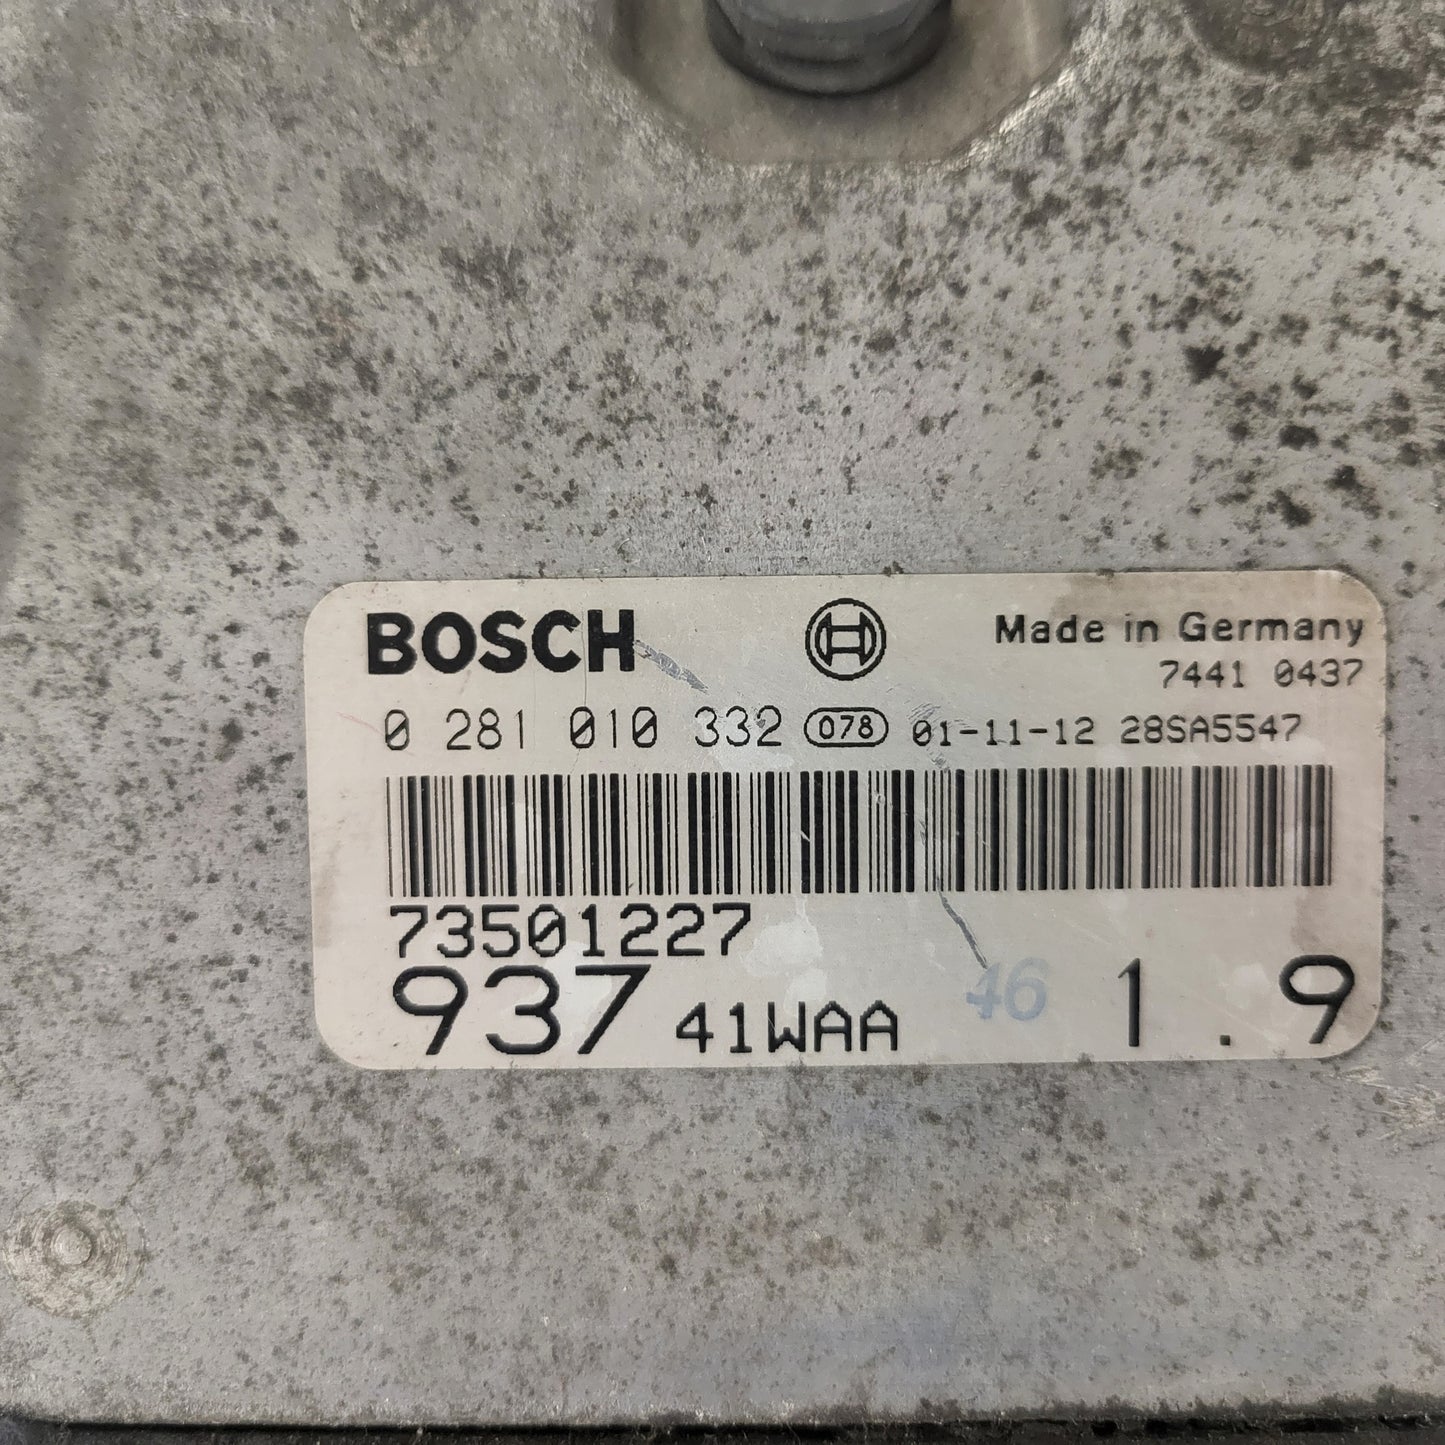 BOSCH Made in Germany
7441 0437
0 281 010 332 078 01-11-12 28SA5547
73501227
937 41WAA 46 1.9